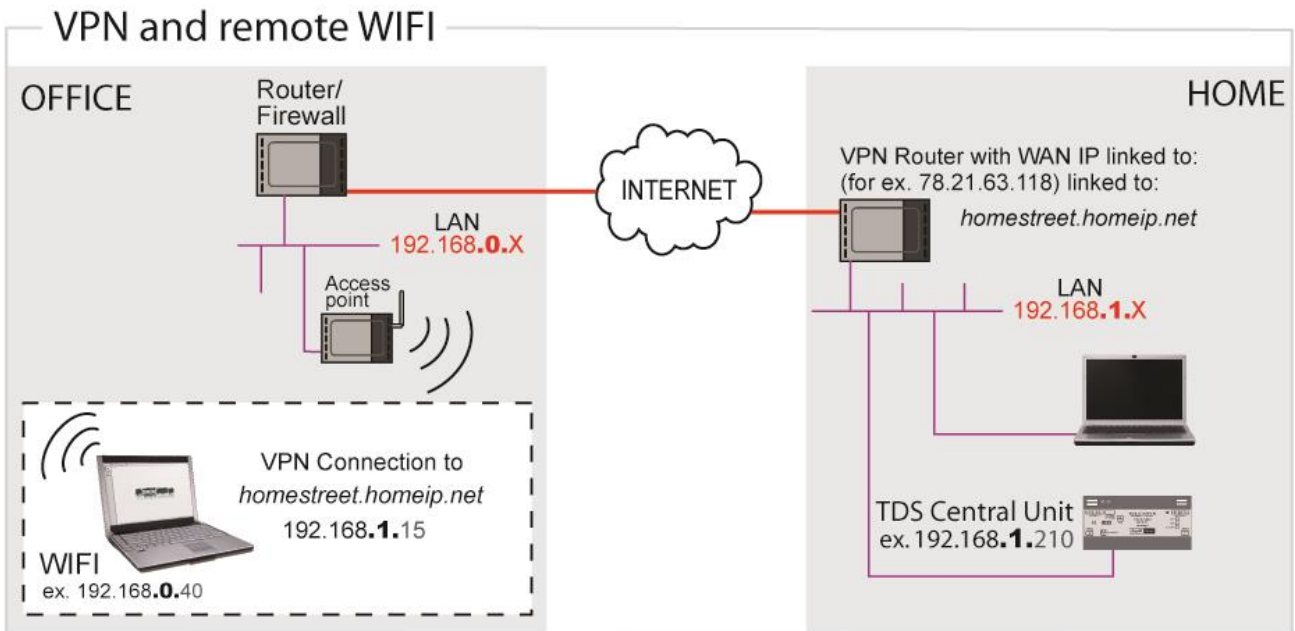 VPN and remote WIFI
OFFICE
Router/
Firewall
LAN
192.168.0.X
Access
point
VPN Connection to
homestreet.homeip.net
192.168.1.15
WIFI
ex. 192.168.0.40
INTERNET
HOME
VPN Router with WAN IP linked to:
(for ex. 78.21.63.118) linked to:
homestreet.homeip.net
LAN
192.168.1.X
TDS Central Unit
ex. 192.168.1.210